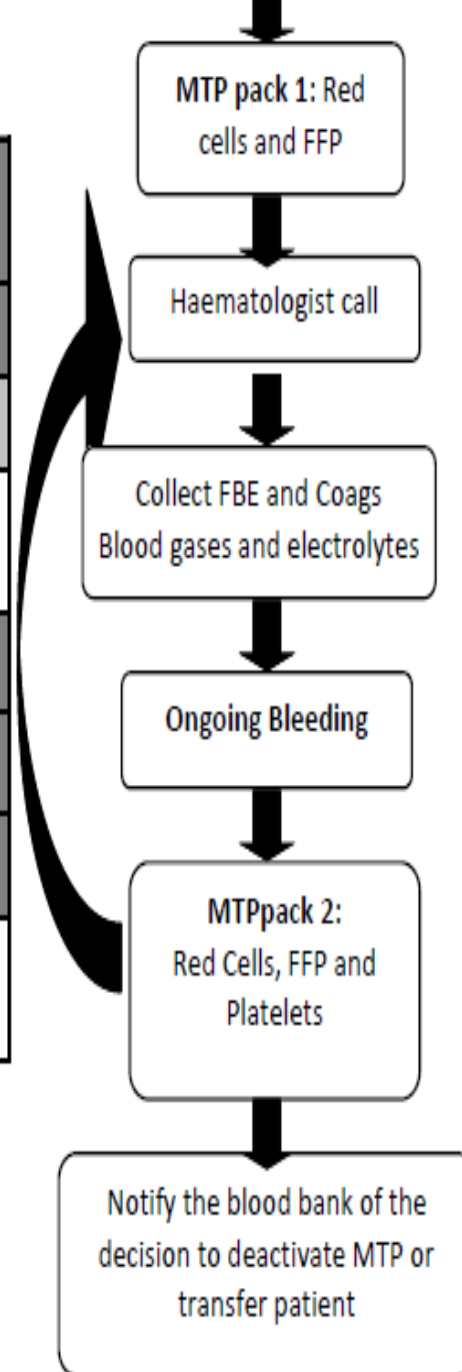 MTP pack 1: Red
cells and FFP
Haematologist call
Collect FBE and Coags
Blood gases and electrolytes
Ongoing Bleeding
MTPpack 2:
Red Cells, FFP and
Platelets
Notify the blood bank of the
decision to deactivate MTP or
transfer patient